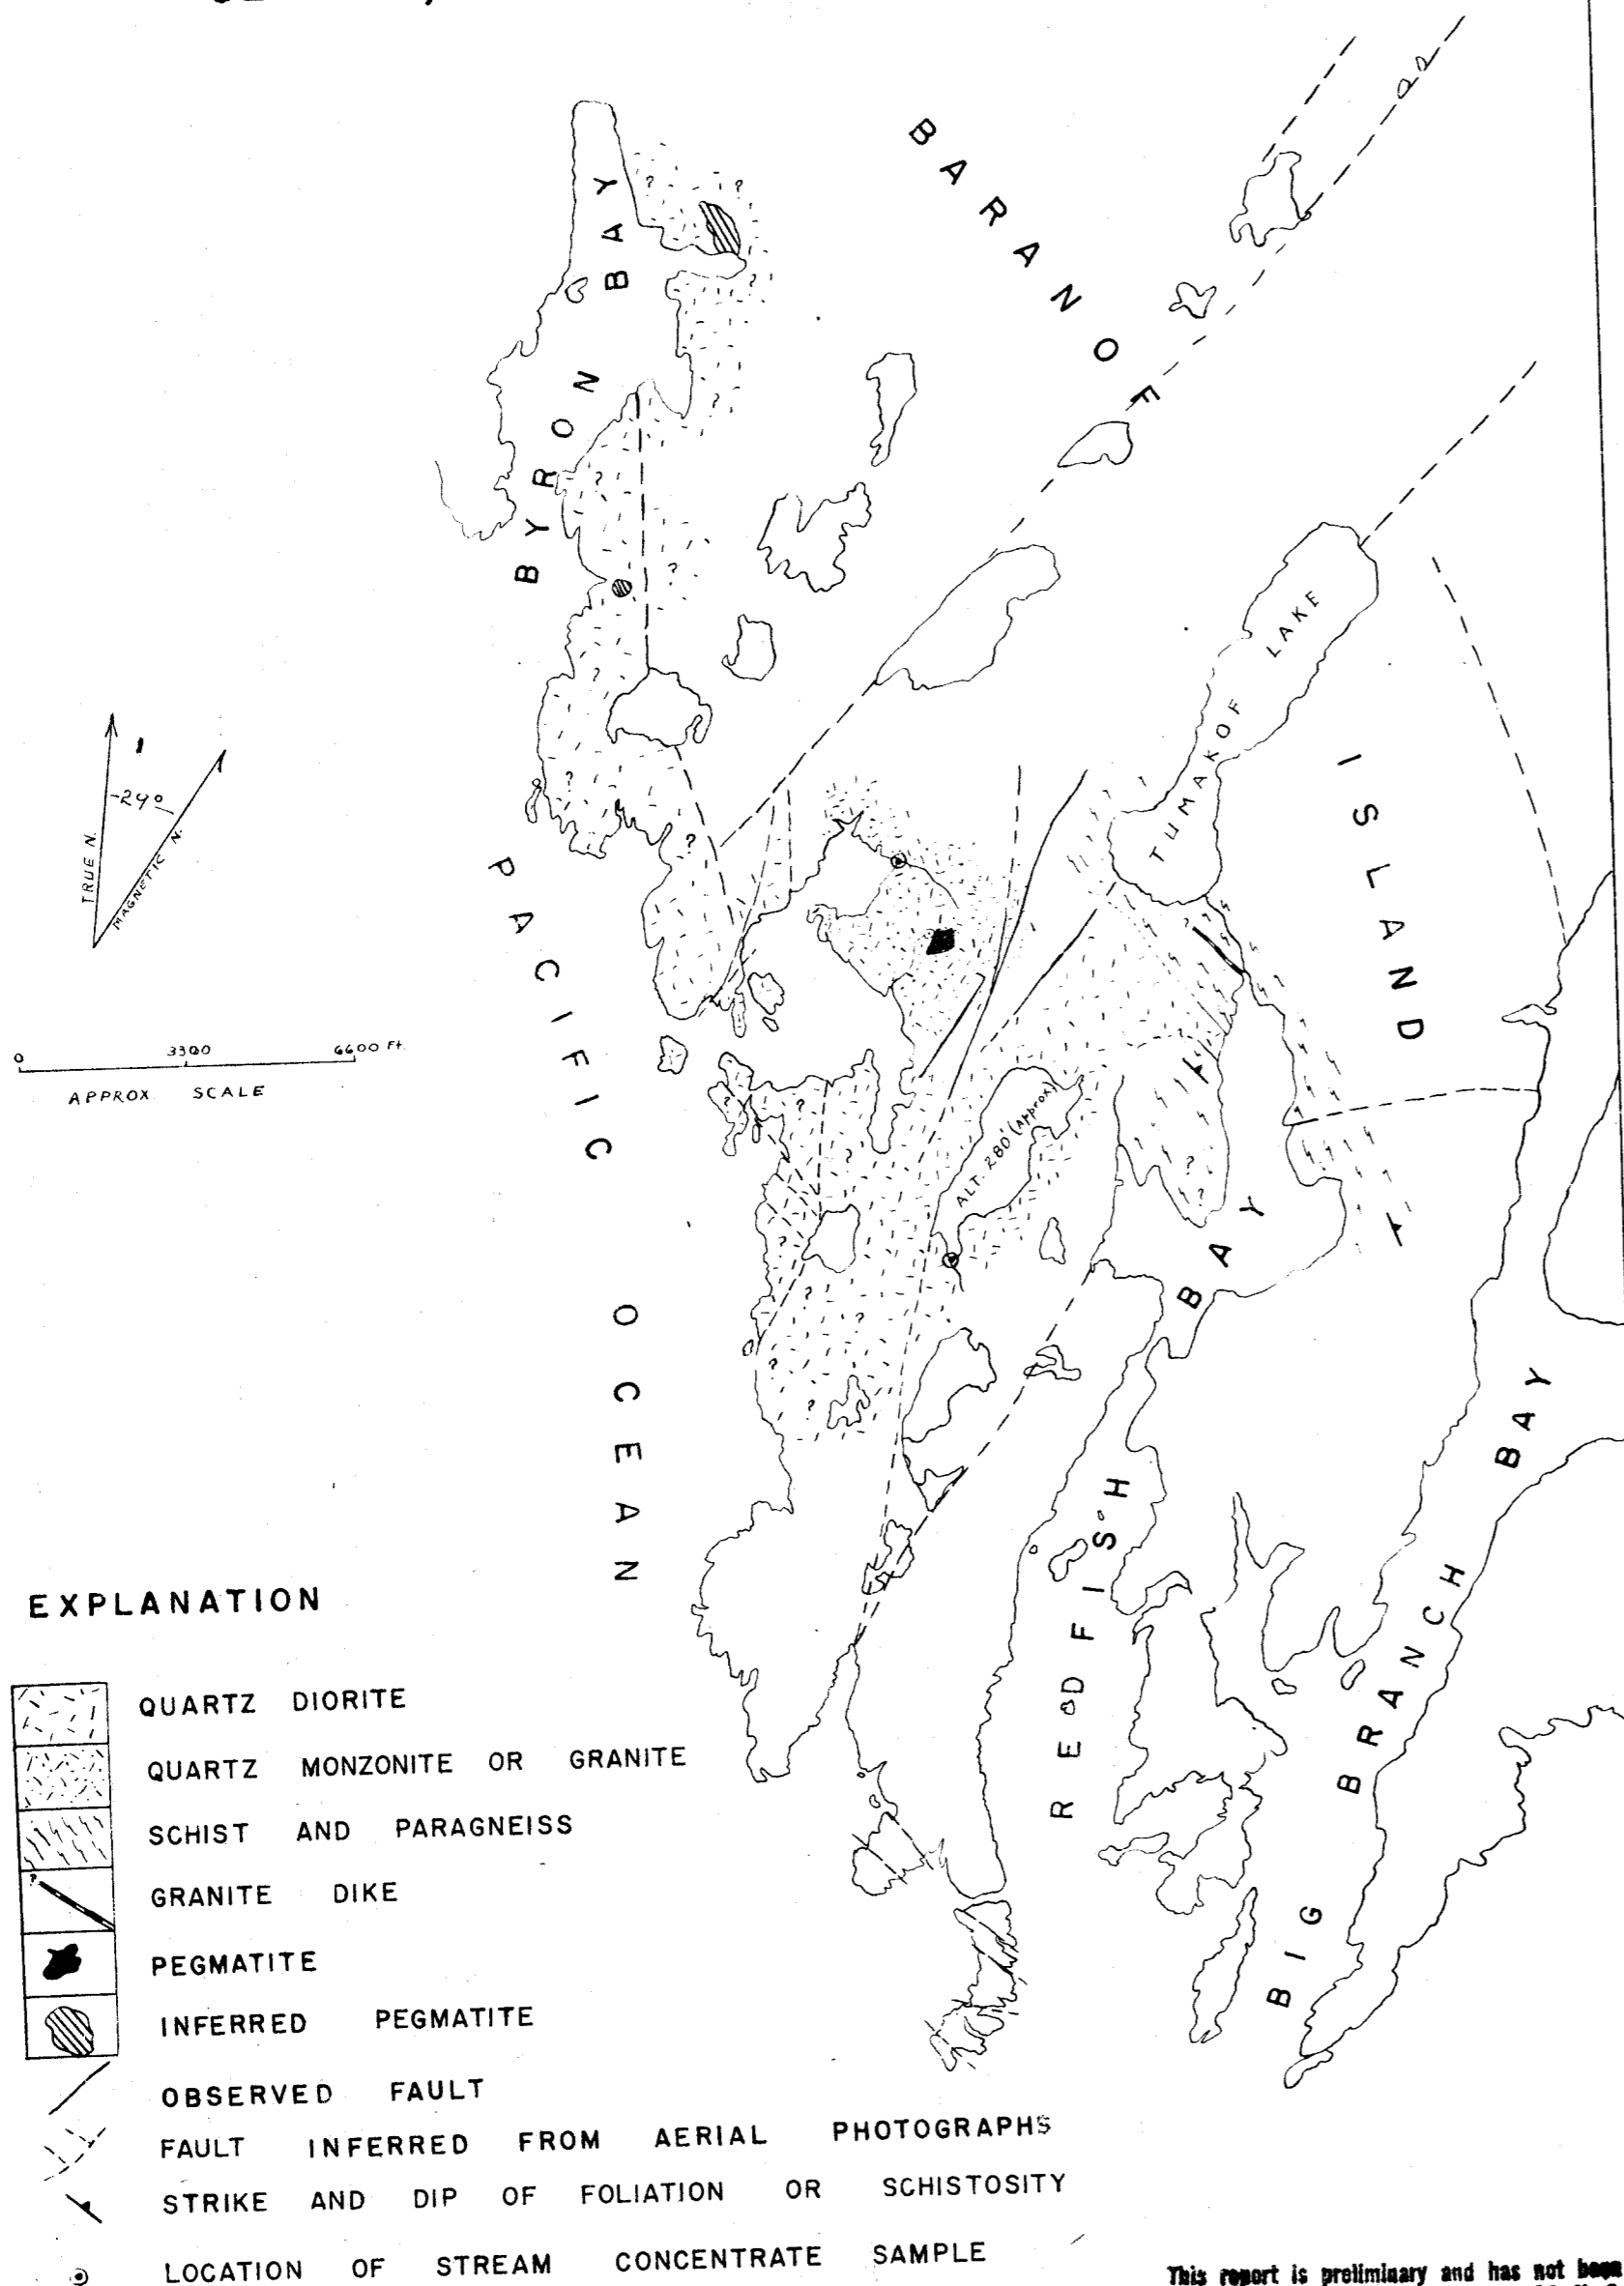 BARANOF
ISLAND
BYRON BAY
TUMAKOF LAKE
PACIFIC OCEAN
TRUE N.
MAGNETIC N.
29°
0 3300 6600 Ft.
APPROX. SCALE
ALT. 280' (Approx)
REDFISH BAY
BIG BRANCH BAY
EXPLANATION
QUARTZ DIORITE
QUARTZ MONZONITE OR GRANITE
SCHIST AND PARAGNEISS
GRANITE DIKE
PEGMATITE
INFERRED PEGMATITE
OBSERVED FAULT
FAULT INFERRED FROM AERIAL PHOTOGRAPHS
STRIKE AND DIP OF FOLIATION OR SCHISTOSITY
LOCATION OF STREAM CONCENTRATE SAMPLE
This report is preliminary and has not been